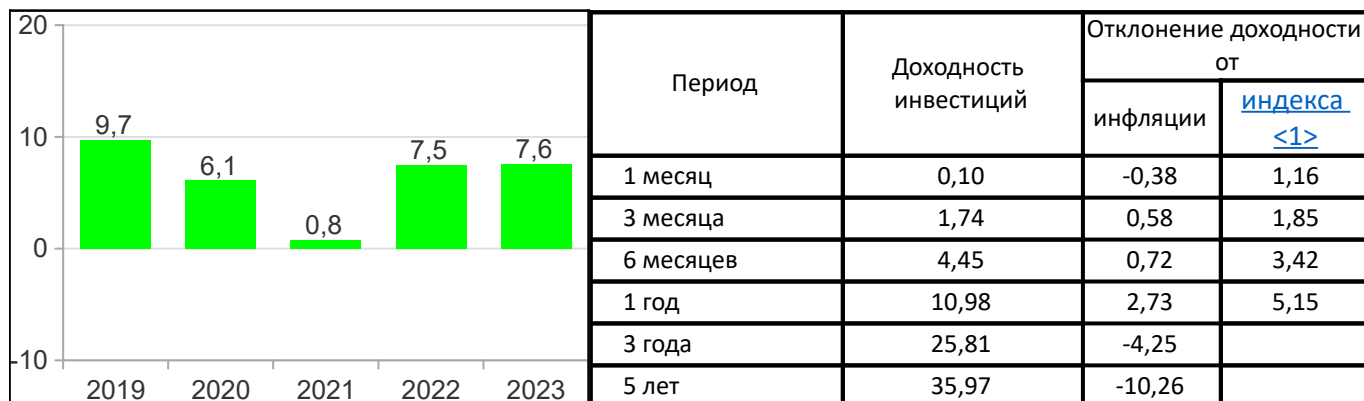 20
10
0
-10
9,7
6,1
0,8
7,5
7,6
2019 2020 2021 2022 2023
Период
Доходность
инвестиций
Отклонение доходности
от
инфляции
индекса
<1>
1 месяц 0,10 -0,38 1,16
3 месяца 1,74 0,58 1,85
6 месяцев 4,45 0,72 3,42
1 год 10,98 2,73 5,15
3 года 25,81 -4,25
5 лет 35,97 -10,26